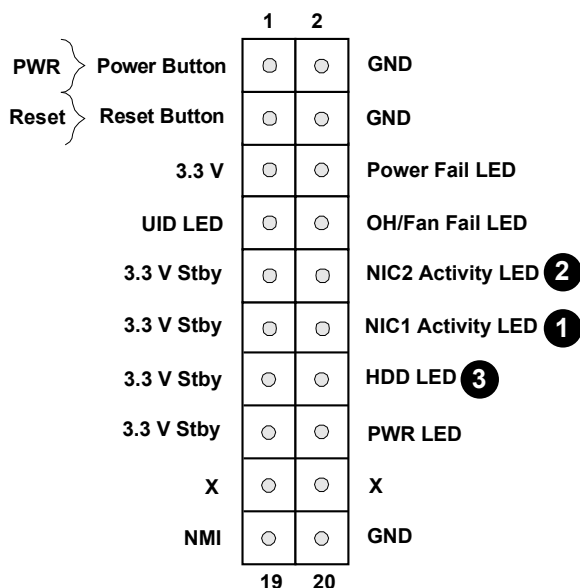 1 2
PWR Power Button GND
Reset Reset Button GND
3.3 V Power Fail LED
UID LED OH/Fan Fail LED
3.3 V Stby NIC2 Activity LED 2
3.3 V Stby NIC1 Activity LED 1
3.3 V Stby HDD LED 3
3.3 V Stby PWR LED
X X
NMI GND
19 20